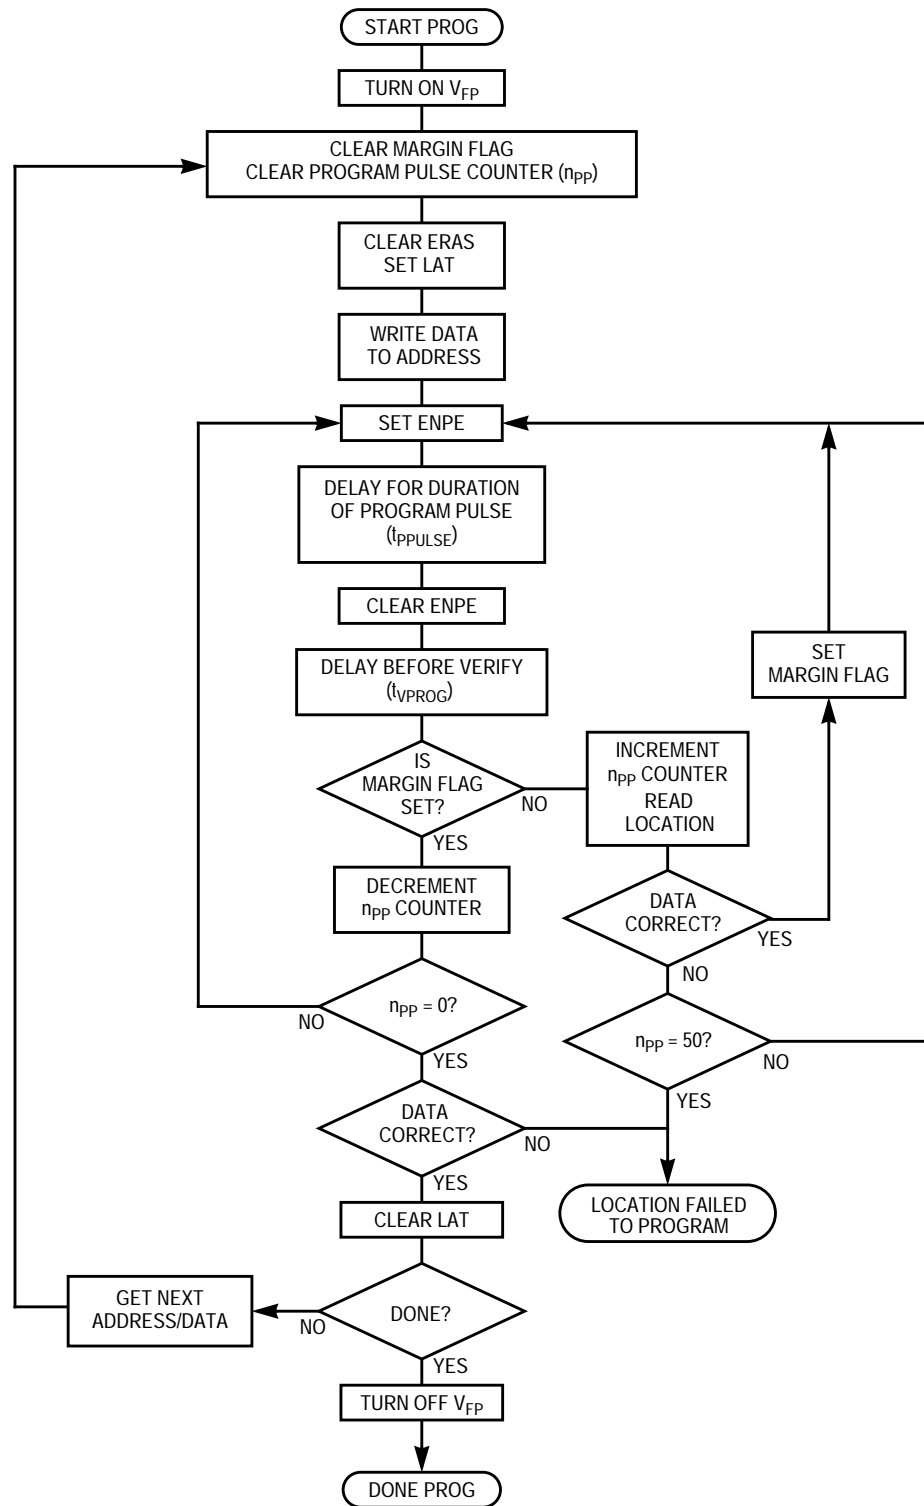 START PROG
TURN ON VFP
CLEAR MARGIN FLAG
CLEAR PROGRAM PULSE COUNTER (nPP)
CLEAR ERAS
SET LAT
WRITE DATA
TO ADDRESS
SET ENPE
DELAY FOR DURATION
OF PROGRAM PULSE
(tPPULSE)
CLEAR ENPE
DELAY BEFORE VERIFY
(tVPROG)
SET
MARGIN FLAG
IS
MARGIN FLAG
SET?
NO
YES
INCREMENT
nPP COUNTER
READ
LOCATION
DECREMENT
nPP COUNTER
DATA
CORRECT?
YES
NO
nPP = 0?
NO
YES
nPP = 50?
NO
YES
DATA
CORRECT?
NO
YES
LOCATION FAILED
TO PROGRAM
CLEAR LAT
GET NEXT
ADDRESS/DATA
DONE?
NO
YES
TURN OFF VFP
DONE PROG